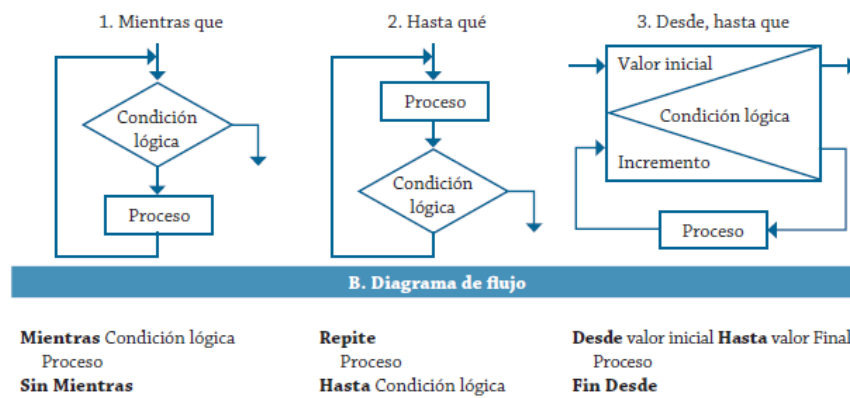 1. Mientras que
2. Hasta qué
3. Desde, hasta que
Condición
lógica
Proceso
Proceso
Condición
lógica
Valor inicial
Condición lógica
Incremento
Proceso
B. Diagrama de flujo
Mientras Condición lógica
Proceso
Sin Mientras
Repite
Proceso
Hasta Condición lógica
Desde valor inicial Hasta valor Final
Proceso
Fin Desde